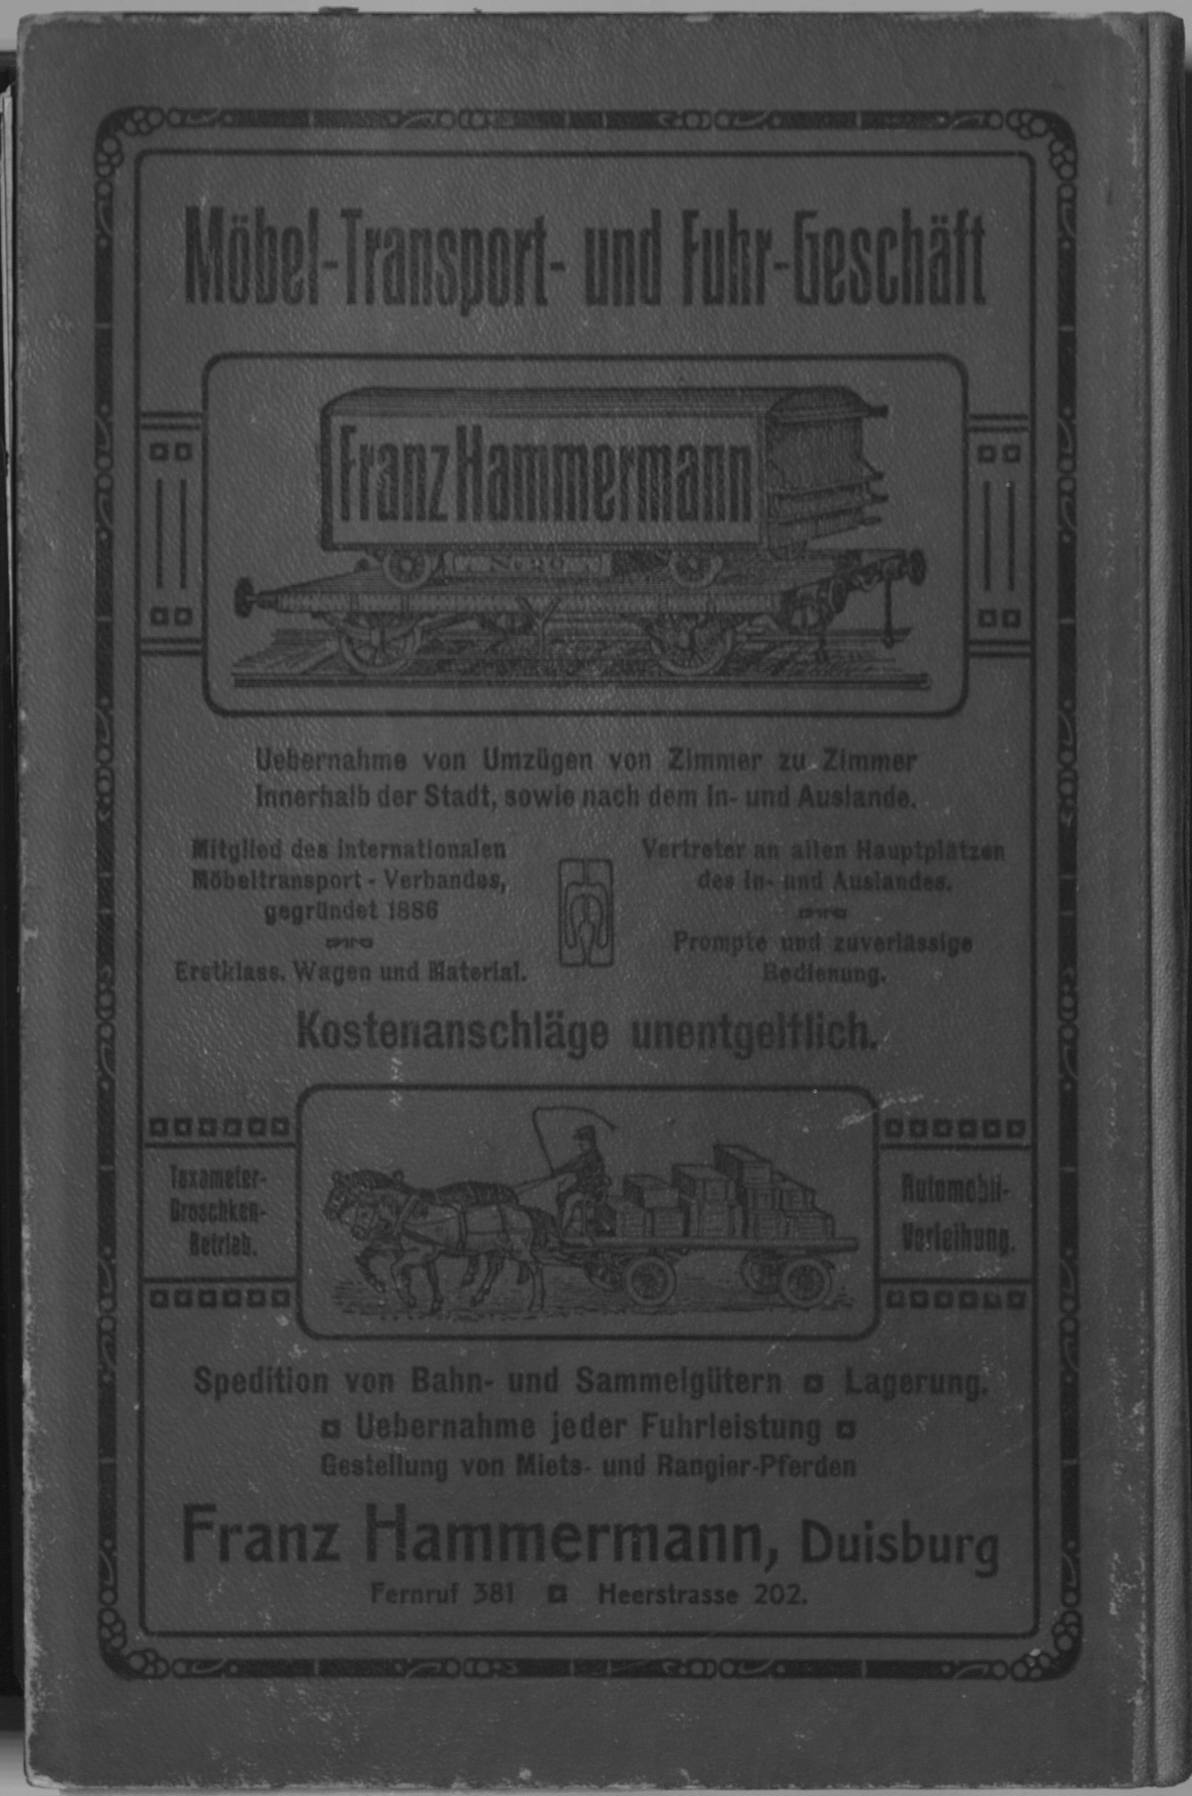 Möbel-Transport- und Fuhr-Geschäft
Franz Hammermann
Uebernahme von Umzügen von Zimmer zu Zimmer
innerhalb der Stadt, sowie nach dem In- und Auslande.
Mitglied des Internationalen
Möbeltransport - Verbandes,
gegründet 1886
Erstklass. Wagen und Material.
Vertreter an allen Hauptplätzen
des In- und Auslandes.
Prompte und zuverlässige
Bedienung.
Kostenanschläge unentgeltlich.
Taxameter-
Droschken-
Betrieb.
Automobil-
Verleihung.
Spedition von Bahn- und Sammelgütern Lagerung.
Uebernahme jeder Fuhrleistung
Gestellung von Miets- und Rangier-Pferden
Franz Hammermann, Duisburg
Fernruf 381 Heerstrasse 202.